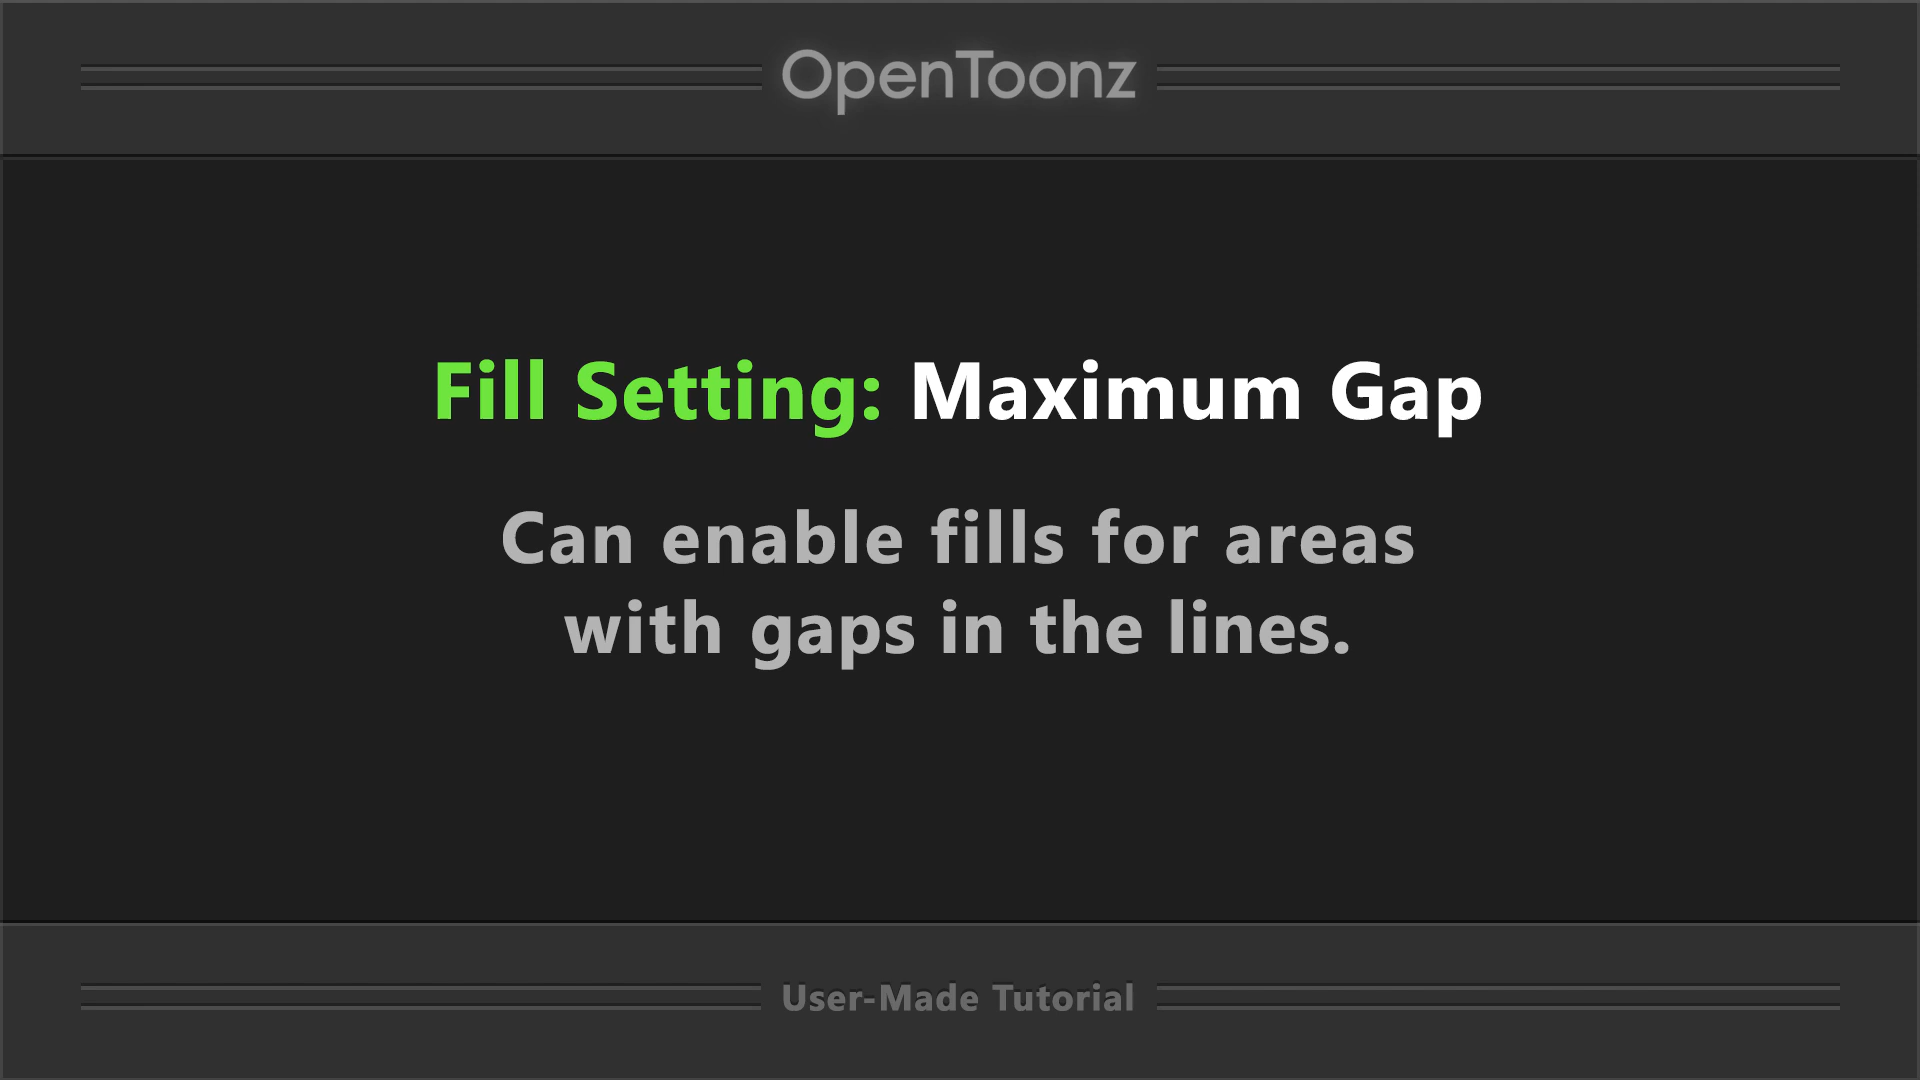 OpenToonz
Fill Setting: Maximum Gap
Can enable fills for areas
with gaps in the lines.
User-Made Tutorial